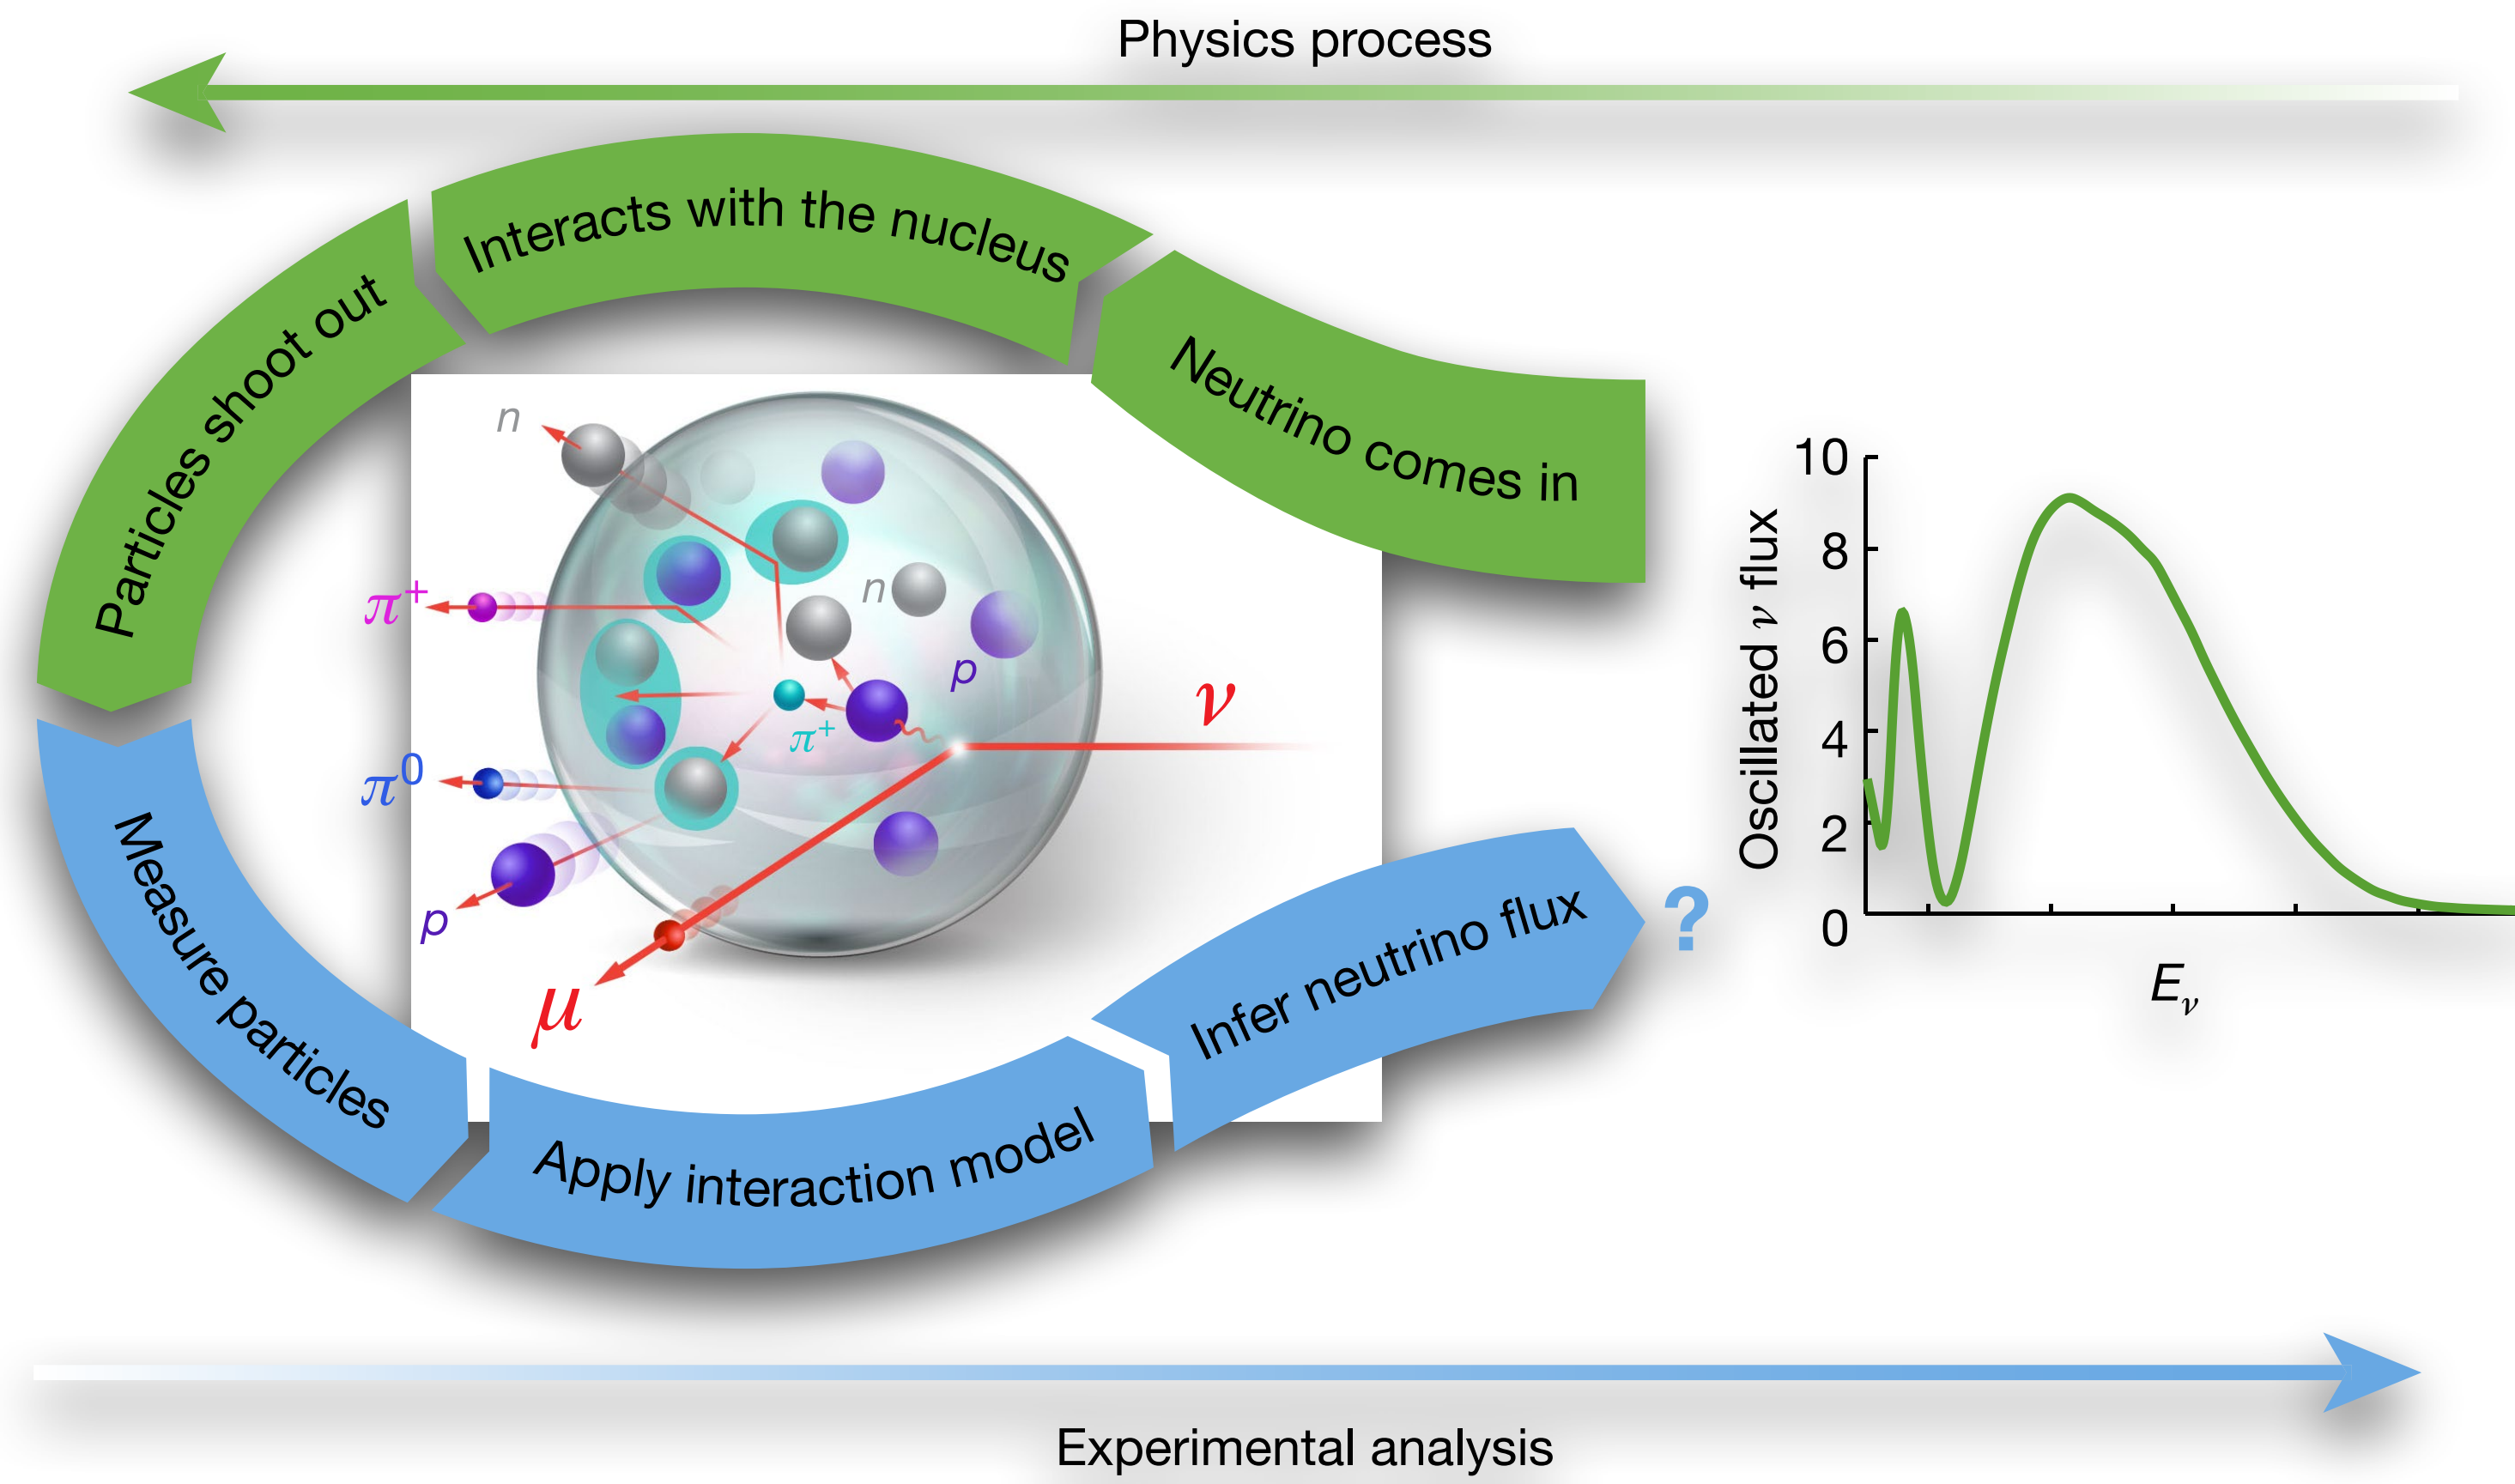 Physics process
Interacts with the nucleus
Particles shoot out
Neutrino comes in
n
π⁺
n
p
ν
π⁺
π⁰
p
μ
Measure particles
Apply interaction model
Infer neutrino flux
?
Oscillated ν flux
10
8
6
4
2
0
Eᵥ
Experimental analysis